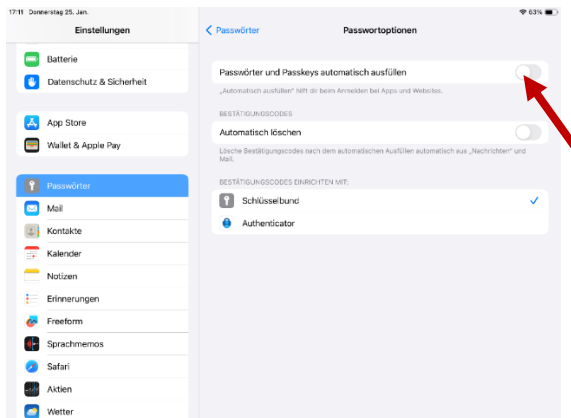 17:11 Donnerstag 25. Jan.
63%
Einstellungen
Batterie
Datenschutz & Sicherheit
App Store
Wallet & Apple Pay
Passwörter
Mail
Kontakte
Kalender
Notizen
Erinnerungen
Freeform
Sprachmemos
Safari
Aktien
Wetter
Passwörter
Passwortoptionen
Passwörter und Passkeys automatisch ausfüllen
„Automatisch ausfüllen“ hilft dir beim Anmelden bei Apps und Websites.
BESTÄTIGUNGSCODES
Automatisch löschen
Lösche Bestätigungscodes nach dem automatischen Ausfüllen automatisch aus „Nachrichten“ und
Mail.
BESTÄTIGUNGSCODES EINRICHTEN MIT:
Schlüsselbund
Authenticator